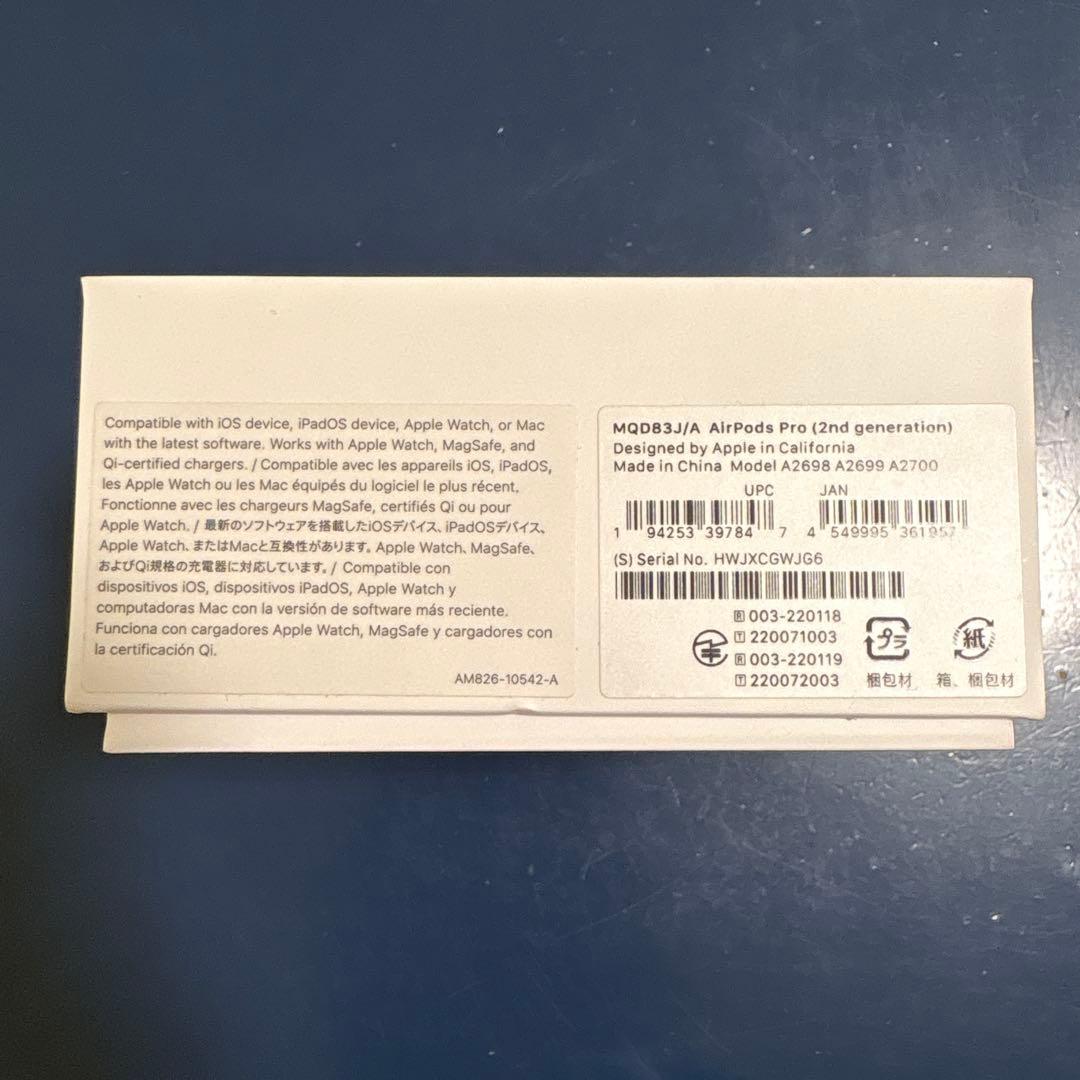 Compatible with iOS device, iPadOS device, Apple Watch, or Mac
with the latest software. Works with Apple Watch, MagSafe, and
Qi-certified chargers. / Compatible avec les appareils iOS, iPadOS,
les Apple Watch ou les Mac équipés du logiciel le plus récent.
Fonctionne avec les chargeurs MagSafe, certifiés Qi ou pour
Apple Watch. / 最新のソフトウェアを搭載したiOSデバイス、iPadOSデバイス、
Apple Watch、またはMacと互換性があります。Apple Watch、MagSafe、
およびQi規格の充電器に対応しています。/ Compatible con
dispositivos iOS, dispositivos iPadOS, Apple Watch y
computadoras Mac con la versión de software más reciente.
Funciona con cargadores Apple Watch, MagSafe y cargadores con
la certificación Qi.
AM826-10542-A
MQD83J/A AirPods Pro (2nd generation)
Designed by Apple in California
Made in China Model A2698 A2699 A2700
UPC JAN
1 94253 39784 7 4 549995 361957
(S) Serial No. HWJXCGWJG6
R 003-220118
T 220071003
R 003-220119
T 220072003
プラ 紙
梱包材 箱、梱包材